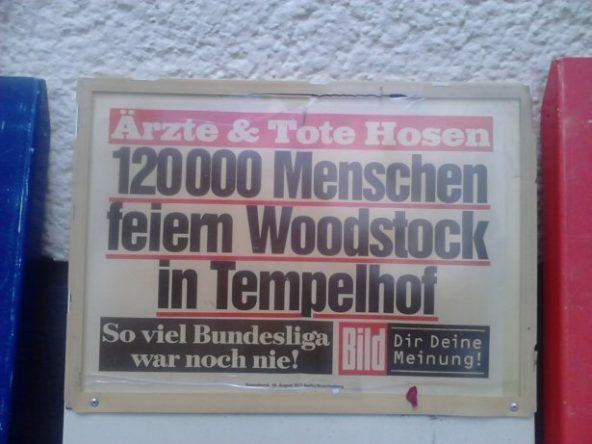 Ärzte & Tote Hosen
120000 Menschen
feiern Woodstock
in Tempelhof
So viel Bundesliga
war noch nie!
Bild
Dir Deine
Meinung!